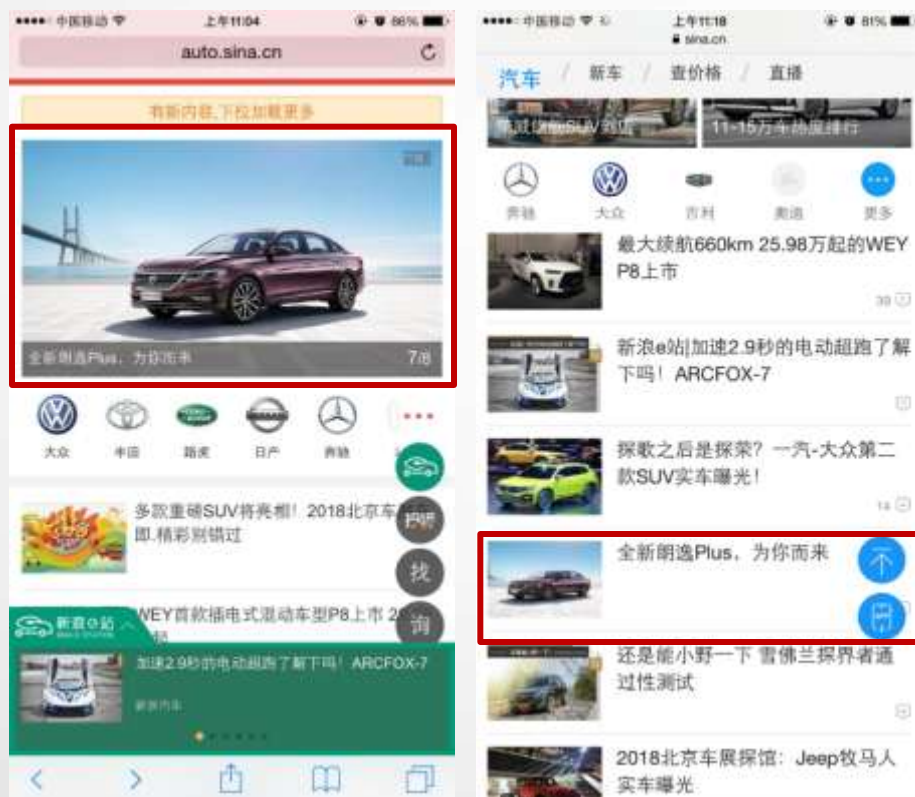 中国移动
上午11:04
86%
auto.sina.cn
有新内容,下拉加载更多
全新朗逸Plus，为你而来
7/8
大众
丰田
路虎
日产
奔驰
多款重磅SUV将亮相！2018北京车
即.精彩别错过
WEY首款插电式混动车型P8上市 2
找
询
新浪e站
加速2.9秒的电动超跑了解下吗！ARCFOX-7
新浪汽车
中国移动
上午11:18
81%
sina.cn
汽车 / 新车 / 查价格 / 直播
11-15万车热度排行
奔驰
大众
吉利
奥迪
更多
最大续航660km 25.98万起的WEY
P8上市
39
新浪e站|加速2.9秒的电动超跑了解
下吗！ARCFOX-7
探歌之后是探荣？一汽-大众第二
款SUV实车曝光！
14
全新朗逸Plus，为你而来
还是能小野一下 雪佛兰探界者通
过性测试
2018北京车展探馆：Jeep牧马人
实车曝光